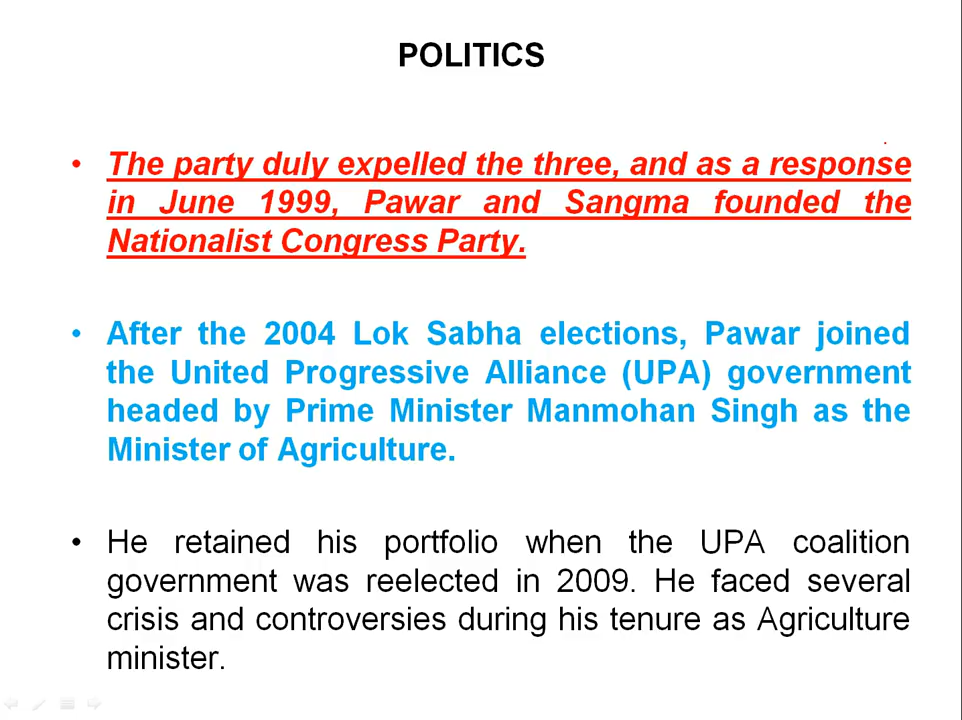 POLITICS
• The party duly expelled the three, and as a response
in June 1999, Pawar and Sangma founded the
Nationalist Congress Party.
• After the 2004 Lok Sabha elections, Pawar joined
the United Progressive Alliance (UPA) government
headed by Prime Minister Manmohan Singh as the
Minister of Agriculture.
• He retained his portfolio when the UPA coalition
government was reelected in 2009. He faced several
crisis and controversies during his tenure as Agriculture
minister.